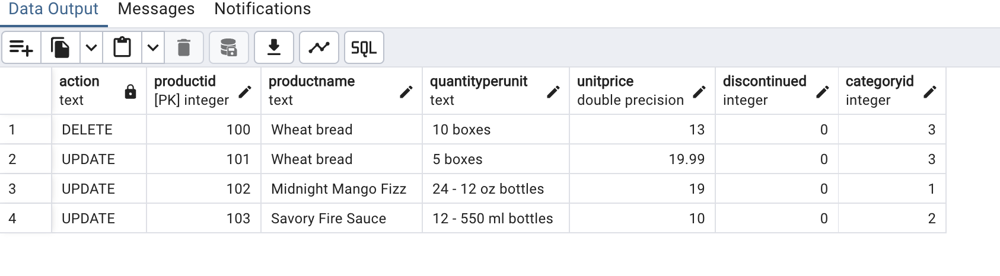 Data Output Messages Notifications
SQL
action productid productname quantityperunit unitprice discontinued categoryid
text [PK] integer text text double precision integer integer
1 DELETE 100 Wheat bread 10 boxes 13 0 3
2 UPDATE 101 Wheat bread 5 boxes 19.99 0 3
3 UPDATE 102 Midnight Mango Fizz 24 - 12 oz bottles 19 0 1
4 UPDATE 103 Savory Fire Sauce 12 - 550 ml bottles 10 0 2